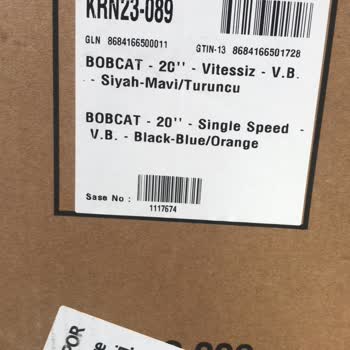 KRN23-089
GLN 8684166500011
GTIN-13 8684166501728
BOBCAT - 20'' - Vitessiz - V.B.
- Siyah-Mavi/Turuncu
BOBCAT - 20'' - Single Speed -
V.B. - Black-Blue/Orange
Sase No :
1117674